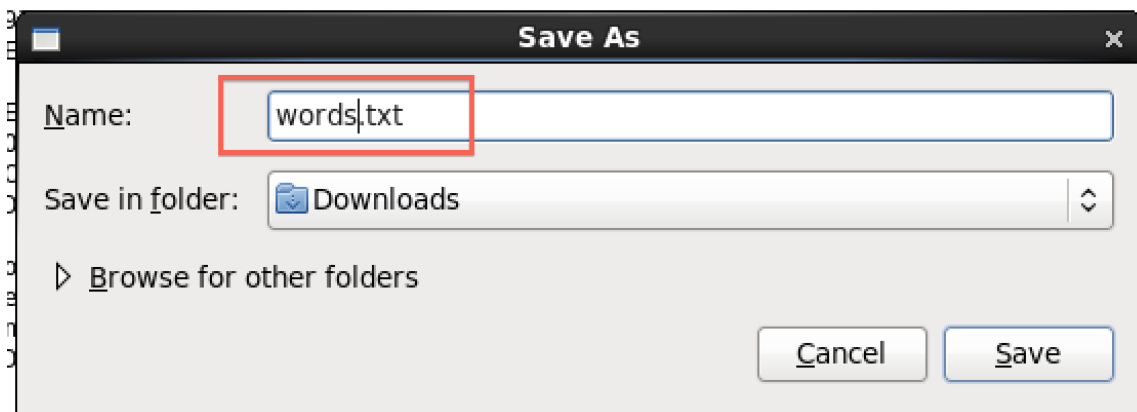 Save As
Name: words.txt
Save in folder: Downloads
Browse for other folders
Cancel Save